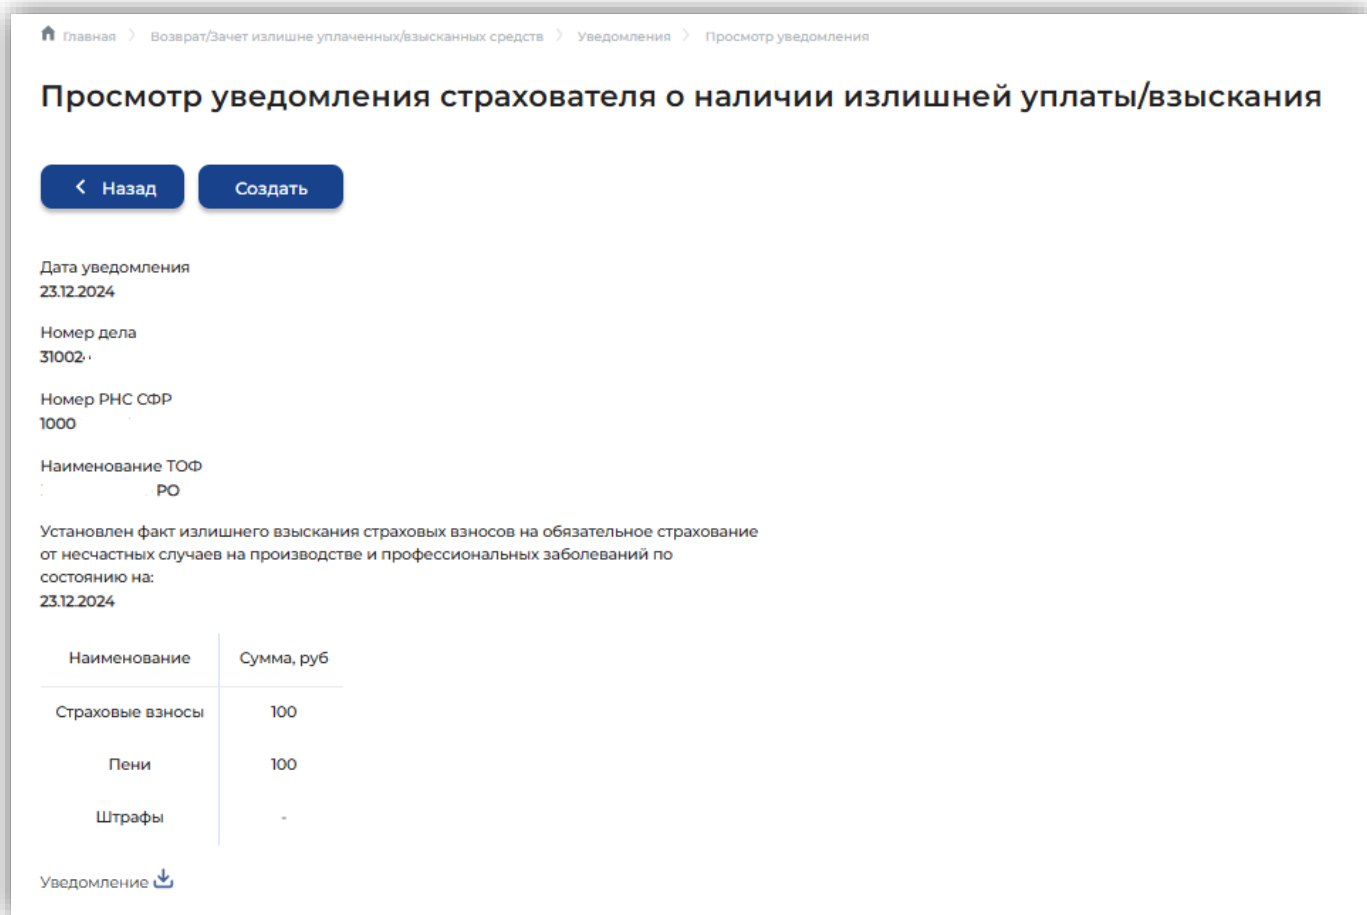 Главная > Возврат/Зачет излишне уплаченных/взысканных средств > Уведомления > Просмотр уведомления
Просмотр уведомления страхователя о наличии излишней уплаты/взыскания
Назад Создать
Дата уведомления
23.12.2024
Номер дела
31002
Номер РНС СФР
1000
Наименование ТОФ
РО
Установлен факт излишнего взыскания страховых взносов на обязательное страхование
от несчастных случаев на производстве и профессиональных заболеваний по
состоянию на:
23.12.2024
Наименование Сумма, руб
Страховые взносы 100
Пени 100
Штрафы -
Уведомление